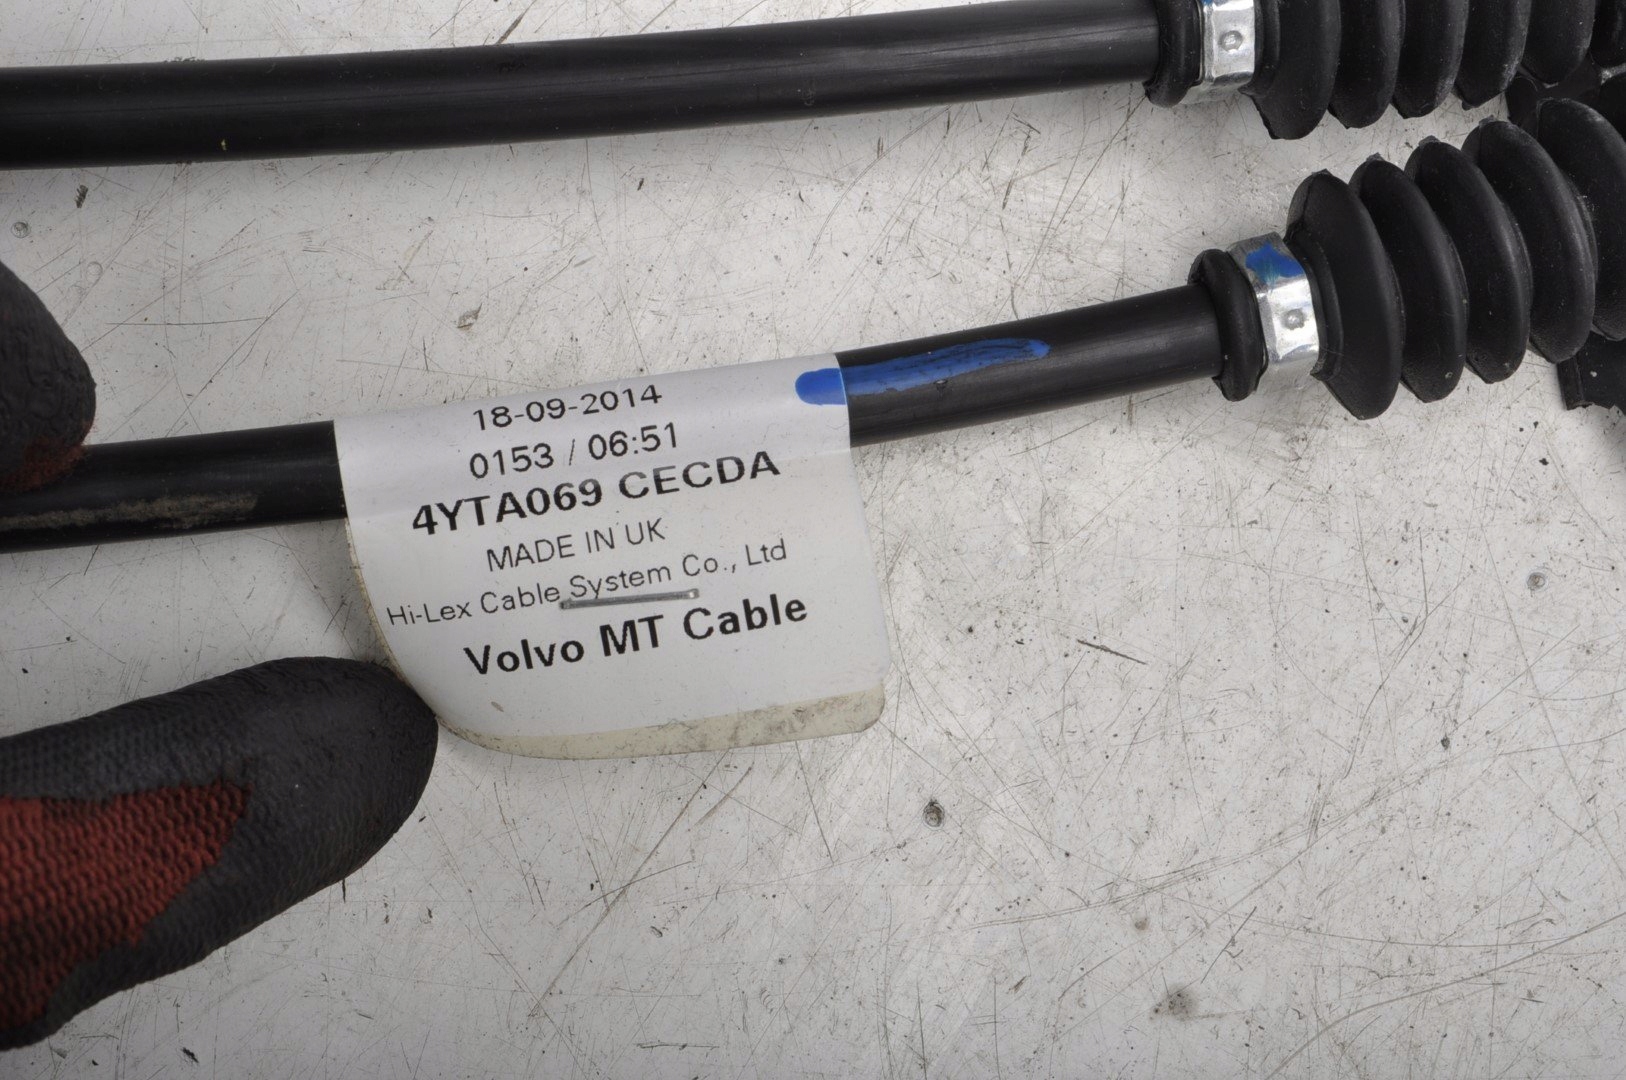 18-09-2014
0153 / 06:51
4YTA069 CECDA
MADE IN UK
Hi-Lex Cable System Co., Ltd
Volvo MT Cable